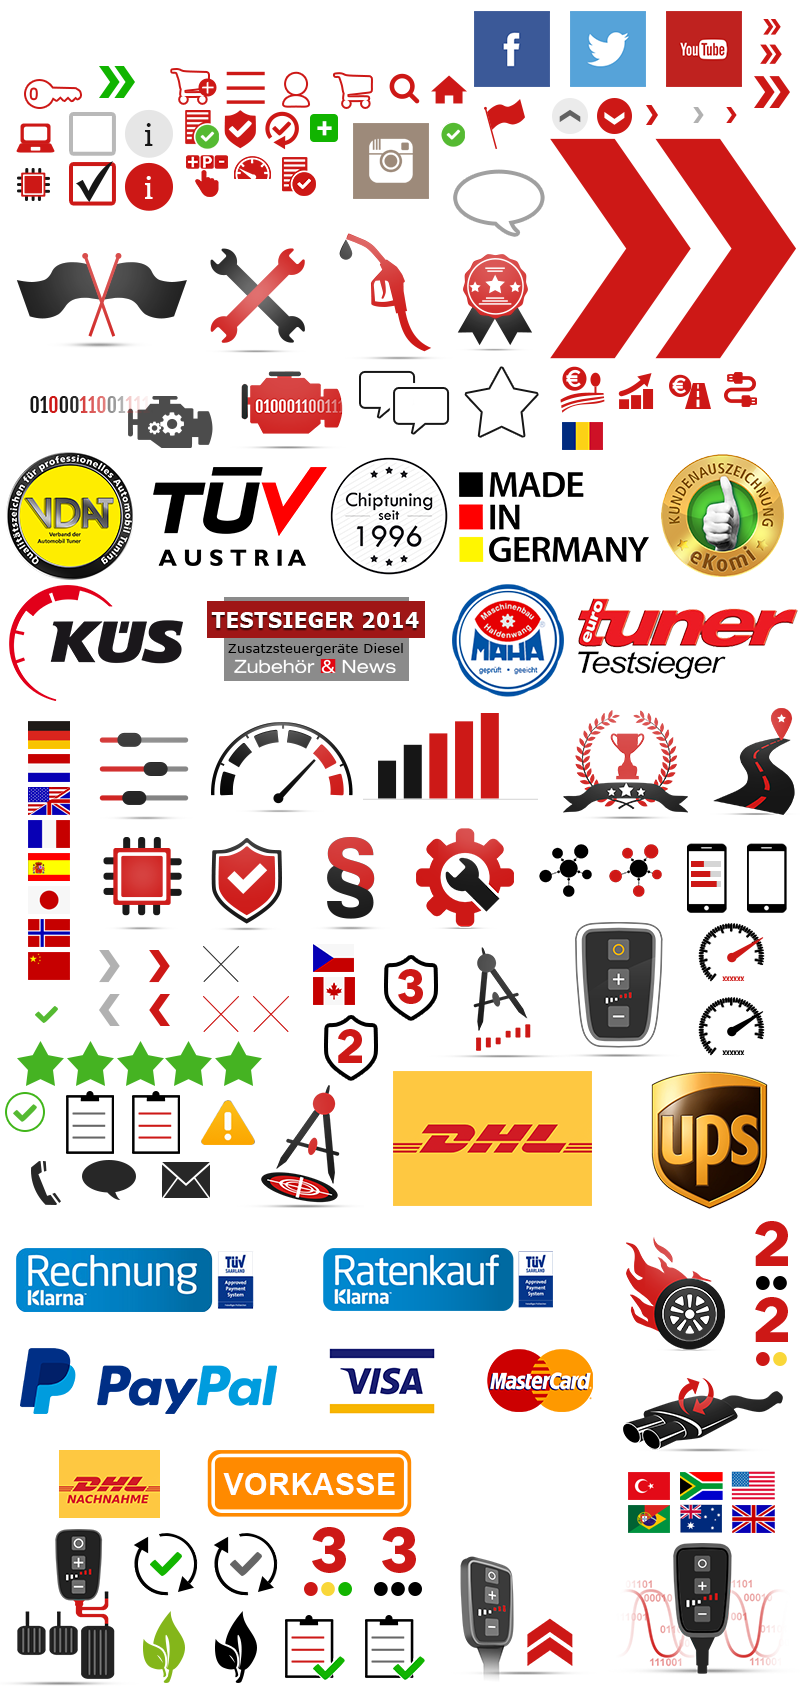 f
You Tube
i
+P-
i
010001100111
010001100111
€
€
Qualitätszeichen für professionelles Automobil Tuning
VDAT
Verband der
Automobil Tuner
TÜV
AUSTRIA
Chiptuning
seit
1996
MADE
IN
GERMANY
KUNDENAUSZEICHNUNG
eKomi
KÜS
TESTSIEGER 2014
Zusatzsteuergeräte Diesel
Zubehör & News
Maschinenbau
Haldenwang
MAHA
geprüft • geeicht
euro
tuner
Testsieger
§
3
xxxxxx
2
xxxxxx
DHL
ups
Rechnung
Klarna
TÜV
SAARLAND
Approved
Payment
System
Ratenkauf
Klarna
TÜV
SAARLAND
Approved
Payment
System
2
2
PayPal
VISA
MasterCard
DHL
NACHNAHME
VORKASSE
3
3